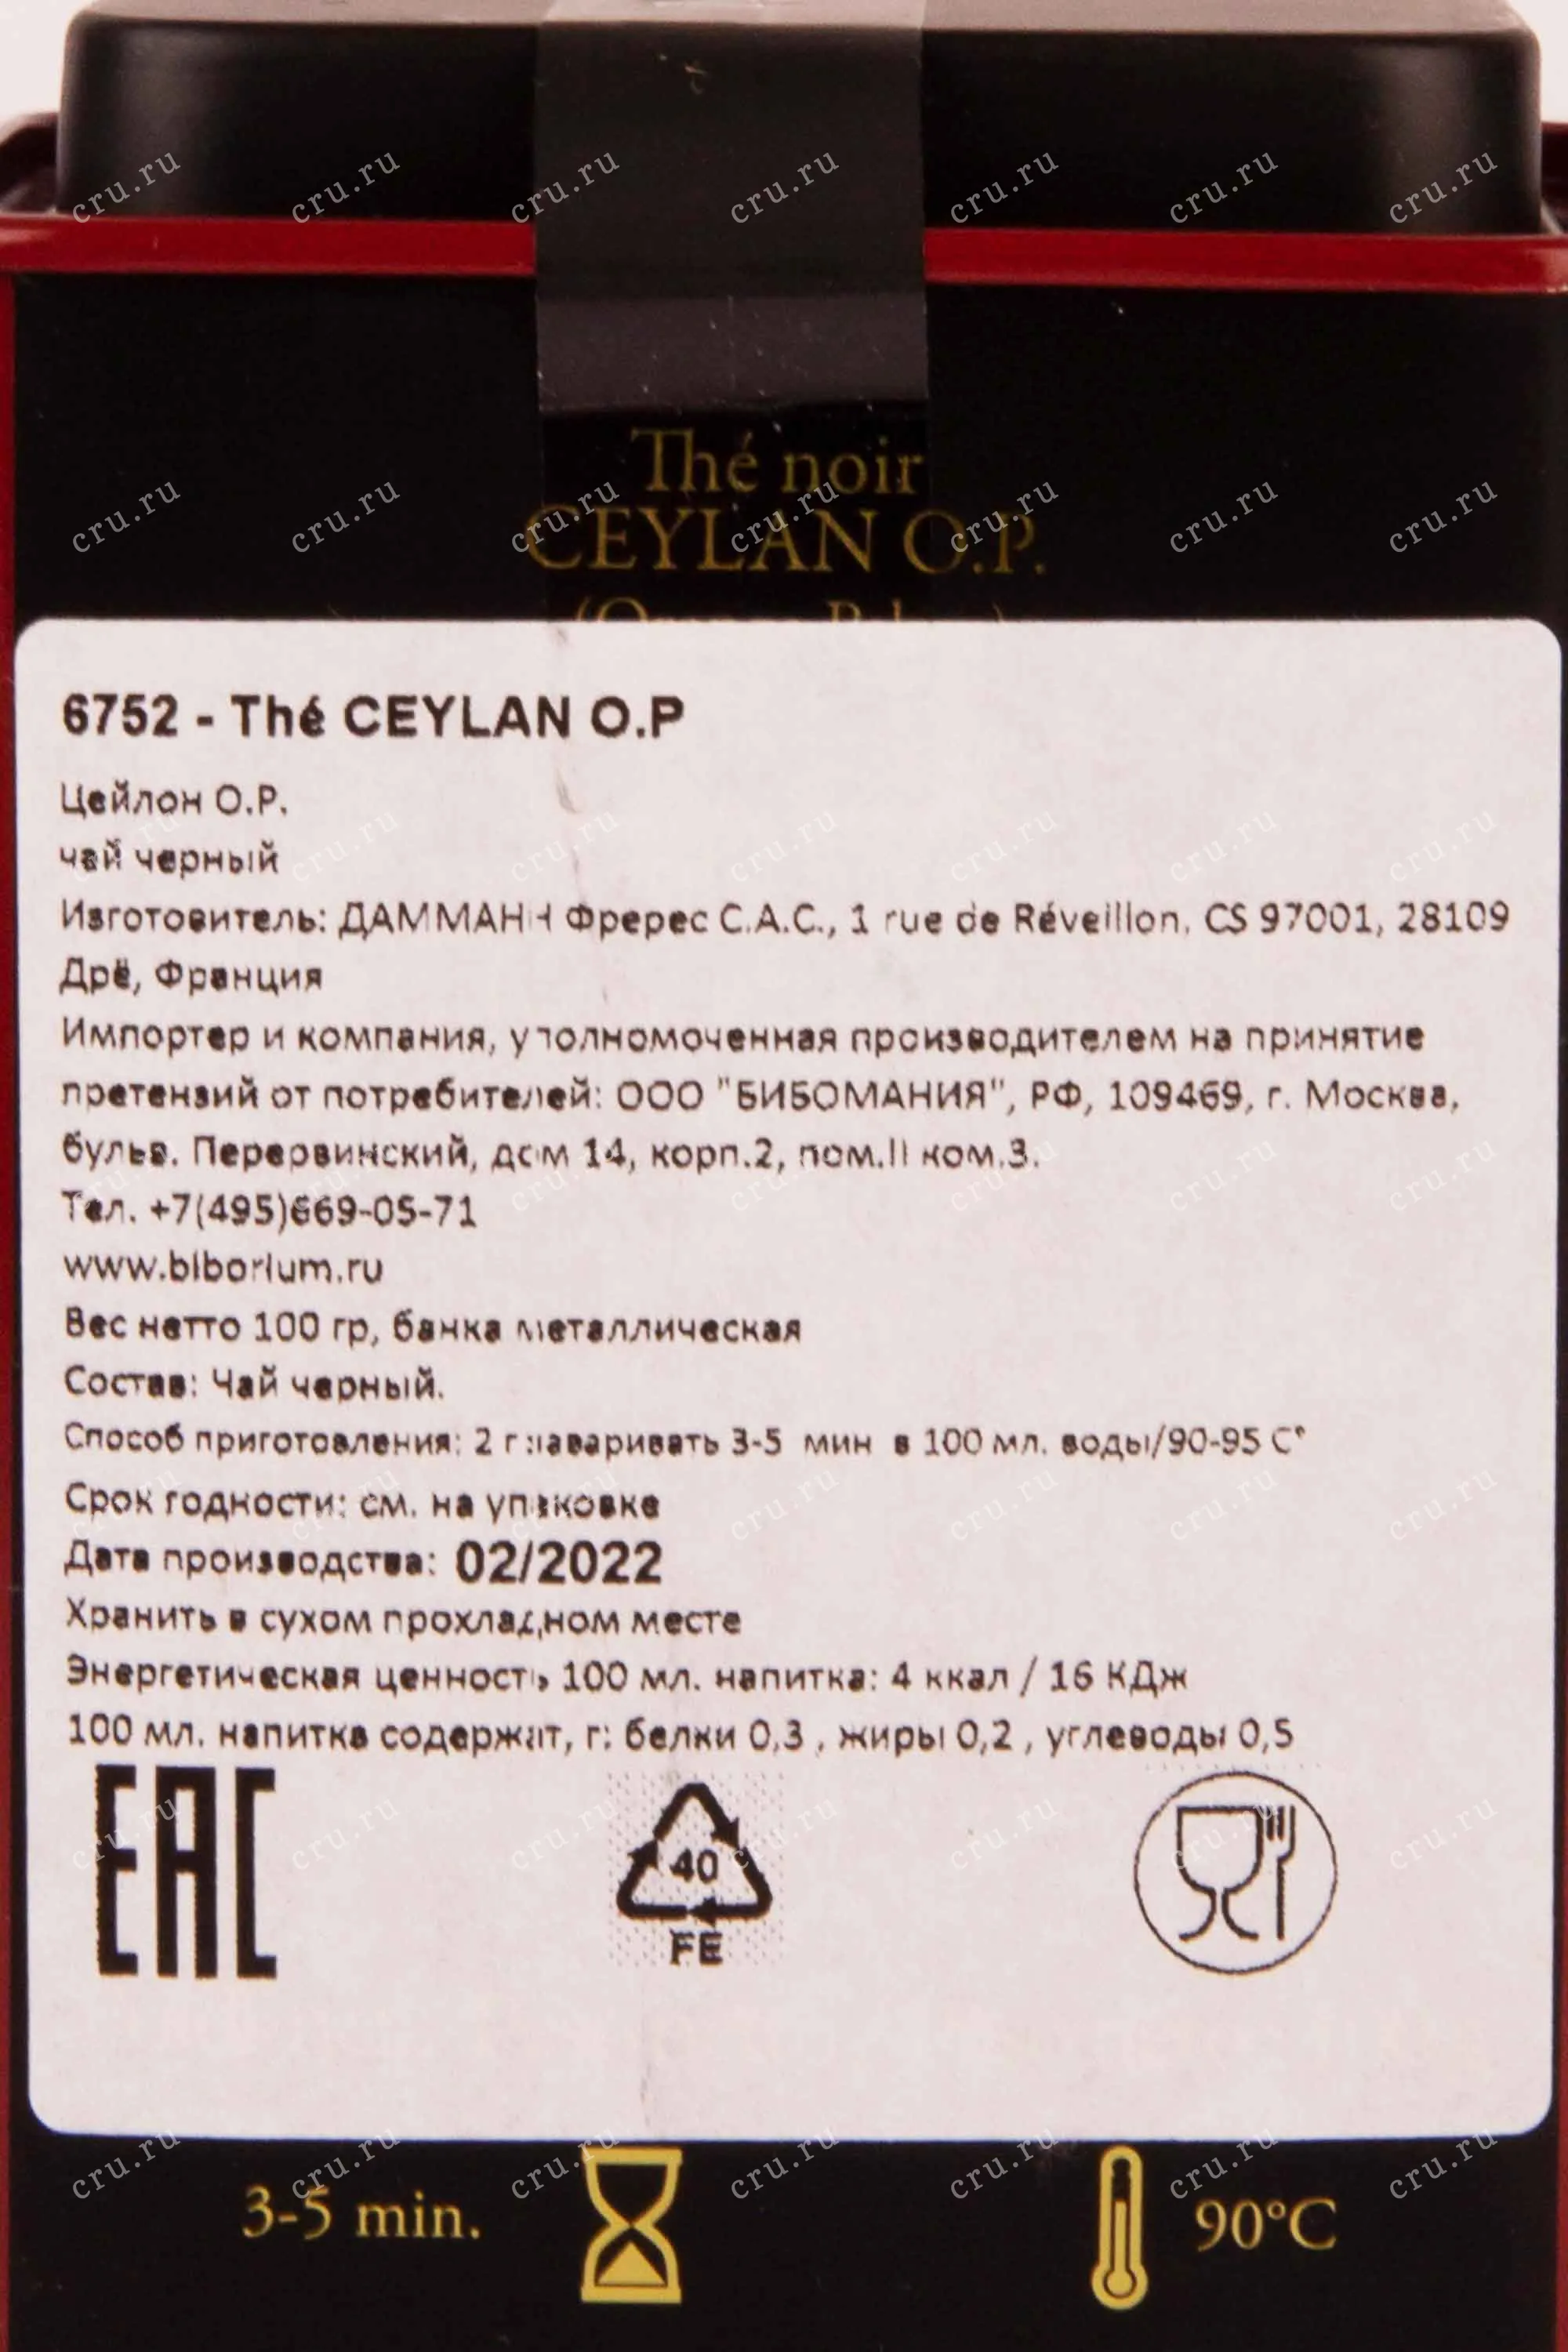 Thé noir
CEYLAN O.P.
6752 - Thé CEYLAN O.P
Цейлон O.P.
чай черный
Изготовитель: ДАММАНН Фререс С.А.С., 1 rue de Réveillon, CS 97001, 28109
Дрё, Франция
Импортер и компания, уполномоченная производителем на принятие
претензий от потребителей: ООО "БИБОМАНИЯ", РФ, 109469, г. Москва,
бульв. Перервинский, дом 14, корп.2, пом.II ком.3.
Тел. +7(495)669-05-71
www.biborium.ru
Вес нетто 100 гр, банка металлическая
Состав: Чай черный.
Способ приготовления: 2 г заваривать 3-5 мин в 100 мл. воды/90-95 С°
Срок годности: см. на упаковке
Дата производства: 02/2022
Хранить в сухом прохладном месте
Энергетическая ценность 100 мл. напитка: 4 ккал / 16 КДж
100 мл. напитка содержат, г: белки 0,3 , жиры 0,2 , углеводы 0,5
EAC
40
FE
3-5 min.
90°C
cru.ru